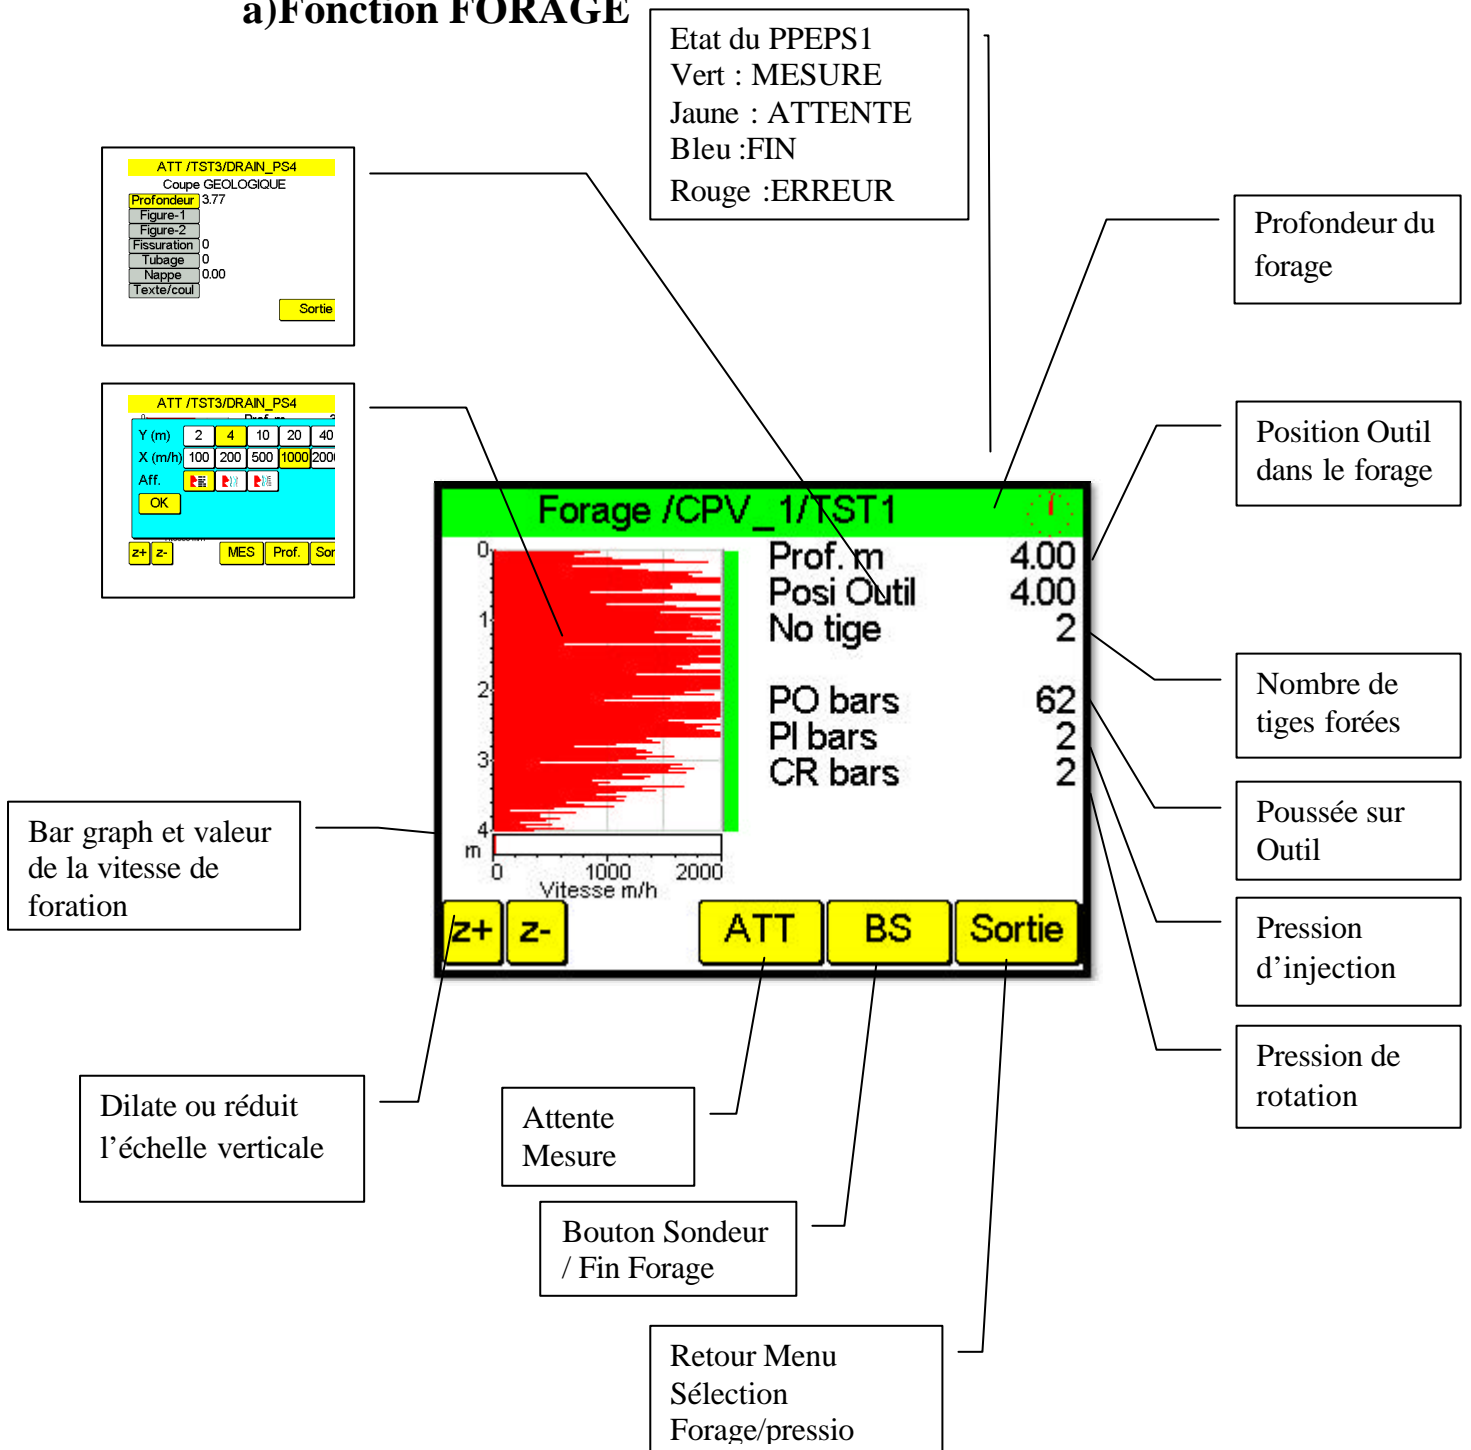 a)Fonction FORAGE
Etat du PPEPS1
Vert : MESURE
Jaune : ATTENTE
Bleu :FIN
Rouge :ERREUR
ATT /TST3/DRAIN_PS4
Coupe GEOLOGIQUE
Profondeur 3.77
Figure-1
Figure-2
Fissuration 0
Tubage 0
Nappe 0.00
Texte/coul
Sortie
Profondeur du
forage
ATT /TST3/DRAIN_PS4
Y (m) 2 4 10 20 40
X (m/h) 100 200 500 1000 2000
Aff.
OK
z+ z- MES Prof. Sor
Position Outil
dans le forage
Forage /CPV_1/TST1
Prof. m 4.00
Posi Outil 4.00
No tige 2
PO bars 62
PI bars 2
CR bars 2
0
1
2
3
4
m
0 1000 2000
Vitesse m/h
z+ z- ATT BS Sortie
Nombre de
tiges forées
Poussée sur
Outil
Pression
d’injection
Pression de
rotation
Bar graph et valeur
de la vitesse de
foration
Dilate ou réduit
l’échelle verticale
Attente
Mesure
Bouton Sondeur
/ Fin Forage
Retour Menu
Sélection
Forage/pressio